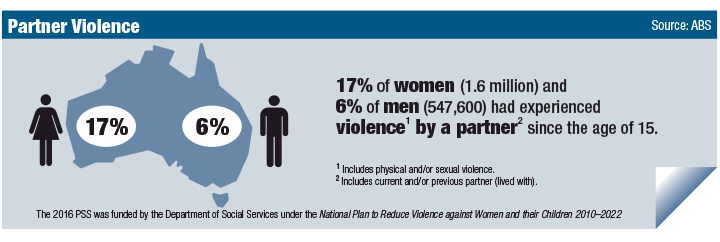 Partner Violence
Source: ABS
17%
6%
17% of women (1.6 million) and
6% of men (547,600) had experienced
violence¹ by a partner² since the age of 15.
¹ Includes physical and/or sexual violence.
² Includes current and/or previous partner (lived with).
The 2016 PSS was funded by the Department of Social Services under the National Plan to Reduce Violence against Women and their Children 2010–2022